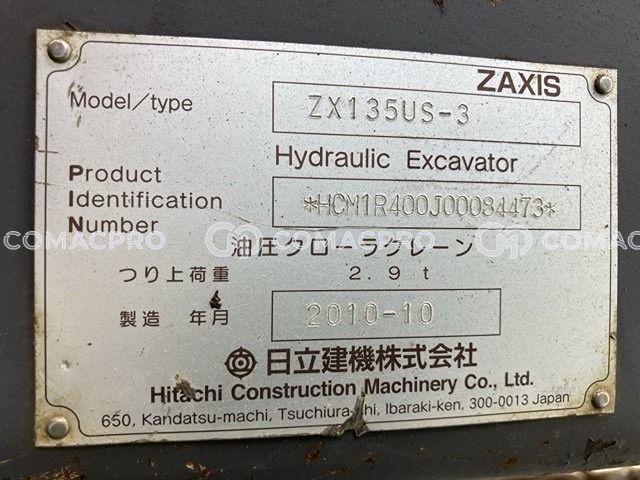 ZAXIS
Model/type ZX135US-3
Hydraulic Excavator
Product
Identification *HCM1R400J00084473*
Number
COMACPRO COMACPRO COMACPRO
油圧クローラクレーン
つり上荷重 2.9t
製造 年月 2010-10
日立建機株式会社
Hitachi Construction Machinery Co., Ltd.
650, Kandatsu-machi, Tsuchiura hi, Ibaraki-ken, 300-0013 Japan